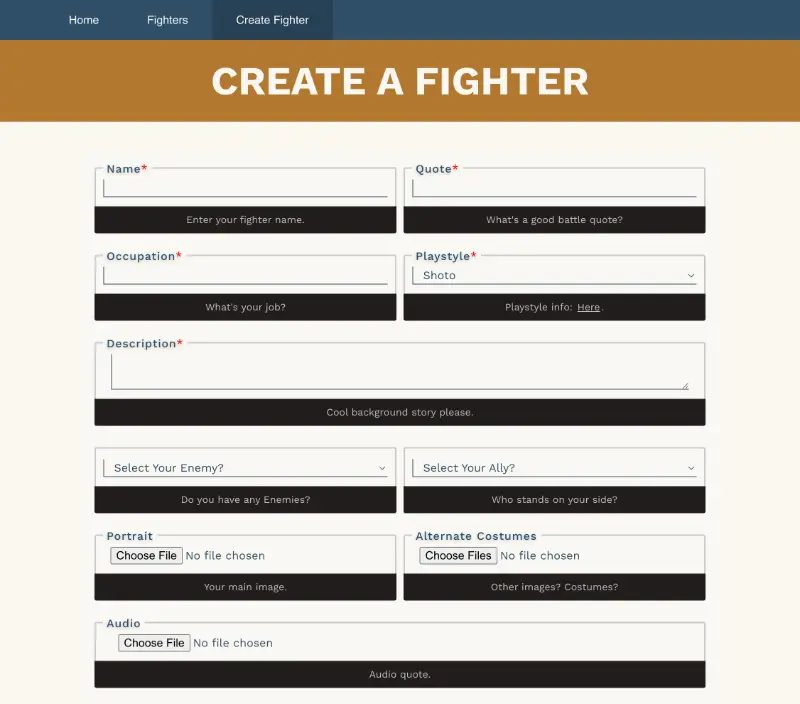 Home Fighters Create Fighter
CREATE A FIGHTER
Name* Quote*
Enter your fighter name. What's a good battle quote?
Occupation* Playstyle*
Shoto
What's your job? Playstyle info: Here.
Description*
Cool background story please.
Select Your Enemy? Select Your Ally?
Do you have any Enemies? Who stands on your side?
Portrait Alternate Costumes
Choose File No file chosen Choose Files No file chosen
Your main image. Other images? Costumes?
Audio
Choose File No file chosen
Audio quote.